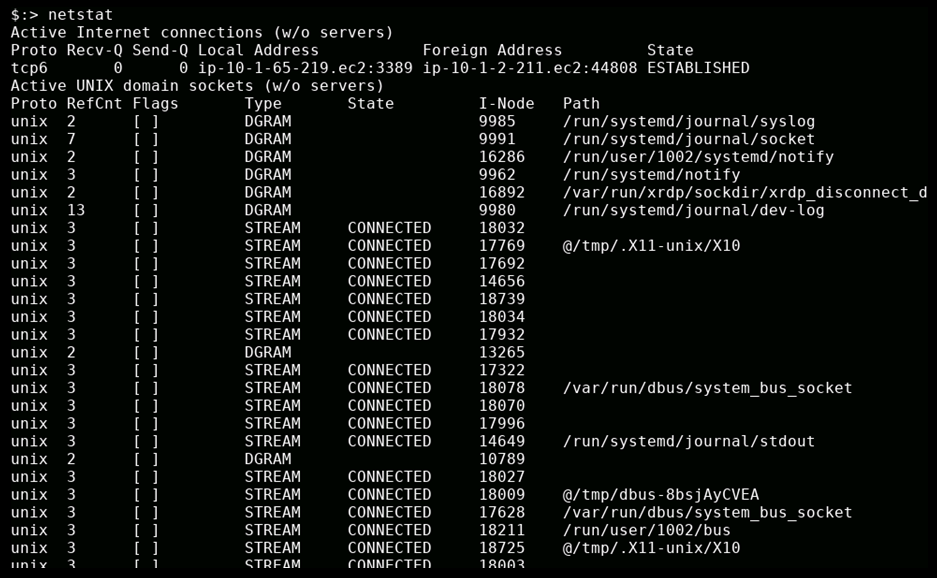 $:> netstat
Active Internet connections (w/o servers)
Proto Recv-Q Send-Q Local Address           Foreign Address         State
tcp6       0      0 ip-10-1-65-219.ec2:3389 ip-10-1-2-211.ec2:44808 ESTABLISHED
Active UNIX domain sockets (w/o servers)
Proto RefCnt Flags       Type       State         I-Node   Path
unix  2      [ ]         DGRAM                    9985     /run/systemd/journal/syslog
unix  7      [ ]         DGRAM                    9991     /run/systemd/journal/socket
unix  2      [ ]         DGRAM                    16286    /run/user/1002/systemd/notify
unix  3      [ ]         DGRAM                    9962     /run/systemd/notify
unix  2      [ ]         DGRAM                    16892    /var/run/xrdp/sockdir/xrdp_disconnect_d
unix  13     [ ]         DGRAM                    9980     /run/systemd/journal/dev-log
unix  3      [ ]         STREAM     CONNECTED     18032
unix  3      [ ]         STREAM     CONNECTED     17769    @/tmp/.X11-unix/X10
unix  3      [ ]         STREAM     CONNECTED     17692
unix  3      [ ]         STREAM     CONNECTED     14656
unix  3      [ ]         STREAM     CONNECTED     18739
unix  3      [ ]         STREAM     CONNECTED     18034
unix  3      [ ]         STREAM     CONNECTED     17932
unix  2      [ ]         DGRAM                    13265
unix  3      [ ]         STREAM     CONNECTED     17322
unix  3      [ ]         STREAM     CONNECTED     18078    /var/run/dbus/system_bus_socket
unix  3      [ ]         STREAM     CONNECTED     18070
unix  3      [ ]         STREAM     CONNECTED     17996
unix  3      [ ]         STREAM     CONNECTED     14649    /run/systemd/journal/stdout
unix  2      [ ]         DGRAM                    10789
unix  3      [ ]         STREAM     CONNECTED     18027
unix  3      [ ]         STREAM     CONNECTED     18009    @/tmp/dbus-8bsjAyCVEA
unix  3      [ ]         STREAM     CONNECTED     17628    /var/run/dbus/system_bus_socket
unix  3      [ ]         STREAM     CONNECTED     18211    /run/user/1002/bus
unix  3      [ ]         STREAM     CONNECTED     18725    @/tmp/.X11-unix/X10
unix  3      [ ]         STREAM     CONNECTED     18003